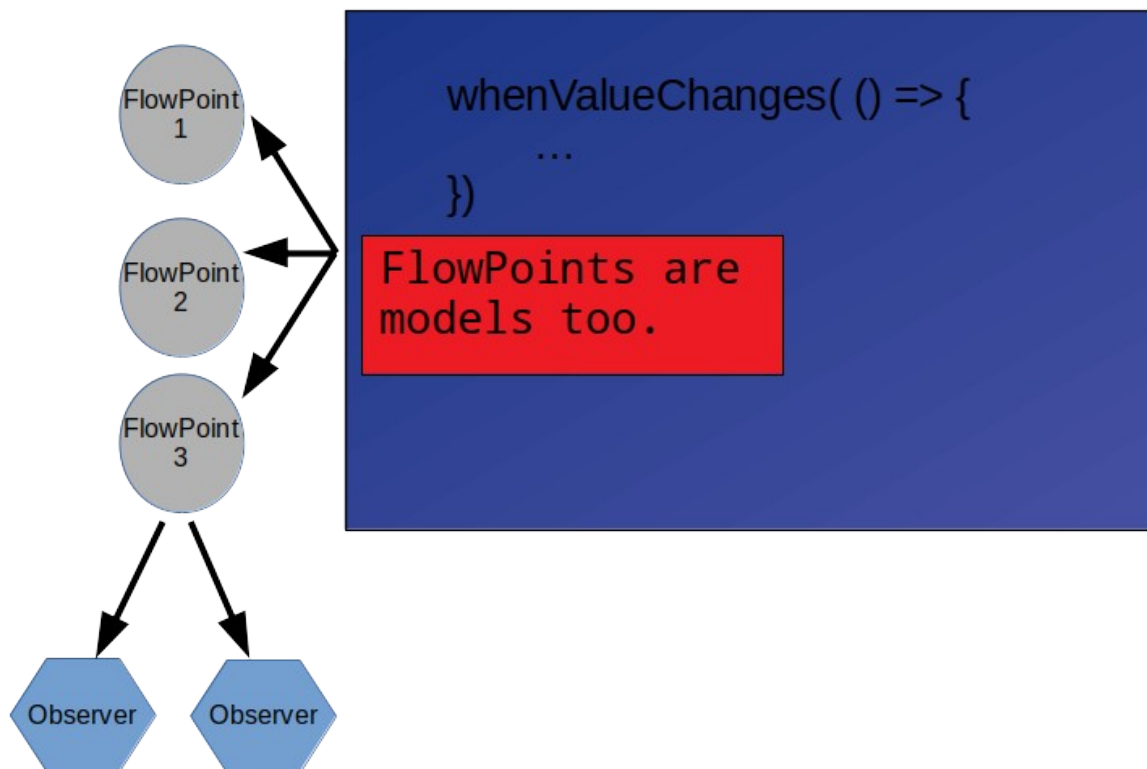 FlowPoint
1
whenValueChanges( () => {
...
})
FlowPoint
2
FlowPoints are
models too.
FlowPoint
3
Observer
Observer